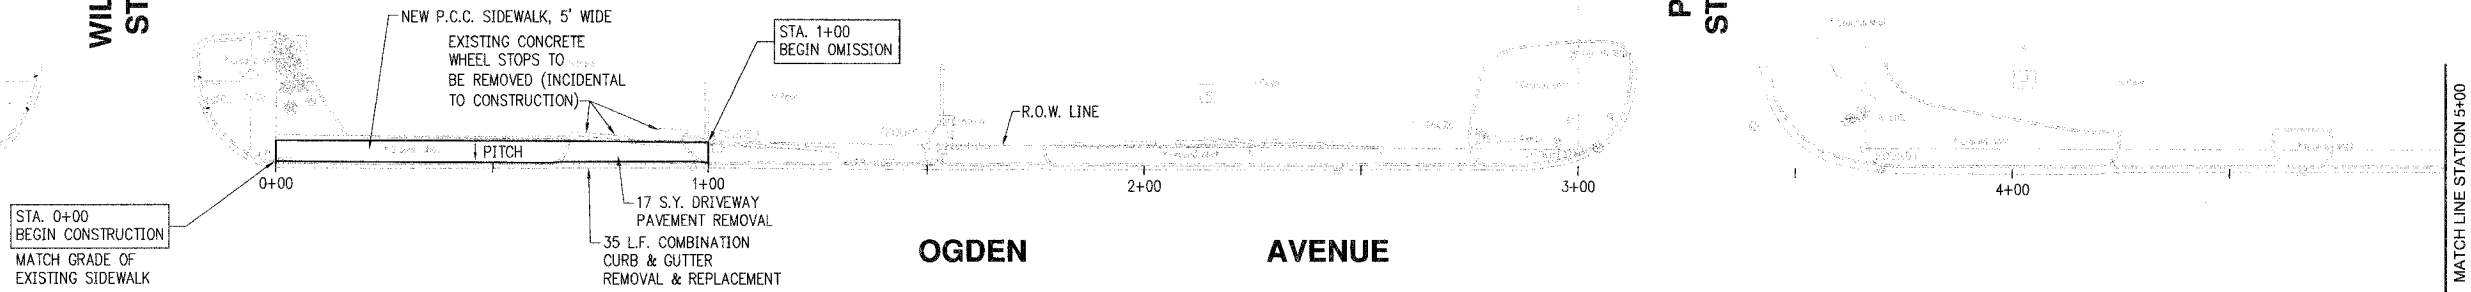 WIL
ST
NEW P.C.C. SIDEWALK, 5' WIDE
EXISTING CONCRETE
WHEEL STOPS TO
BE REMOVED (INCIDENTAL
TO CONSTRUCTION)
STA. 1+00
BEGIN OMISSION
P
ST
R.O.W. LINE
PITCH
0+00
1+00
2+00
3+00
4+00
STA. 0+00
BEGIN CONSTRUCTION
MATCH GRADE OF
EXISTING SIDEWALK
17 S.Y. DRIVEWAY
PAVEMENT REMOVAL
35 L.F. COMBINATION
CURB & GUTTER
REMOVAL & REPLACEMENT
OGDEN AVENUE
MATCH LINE STATION 5+00